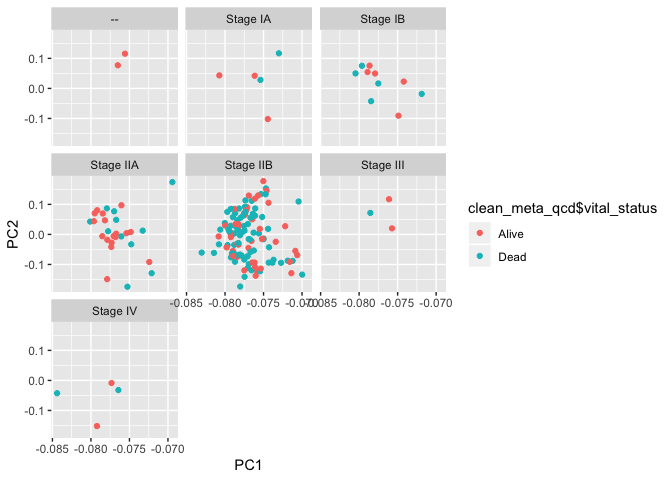 -- Stage IA Stage IB
0.1
0.0
-0.1
Stage IIA Stage IIB Stage III
0.1
0.0
-0.1
-0.085 -0.080 -0.075 -0.070 -0.085 -0.080 -0.075 -0.070
Stage IV
0.1
0.0
-0.1
-0.085 -0.080 -0.075 -0.070
PC1
PC2
clean_meta_qcd$vital_status
Alive
Dead